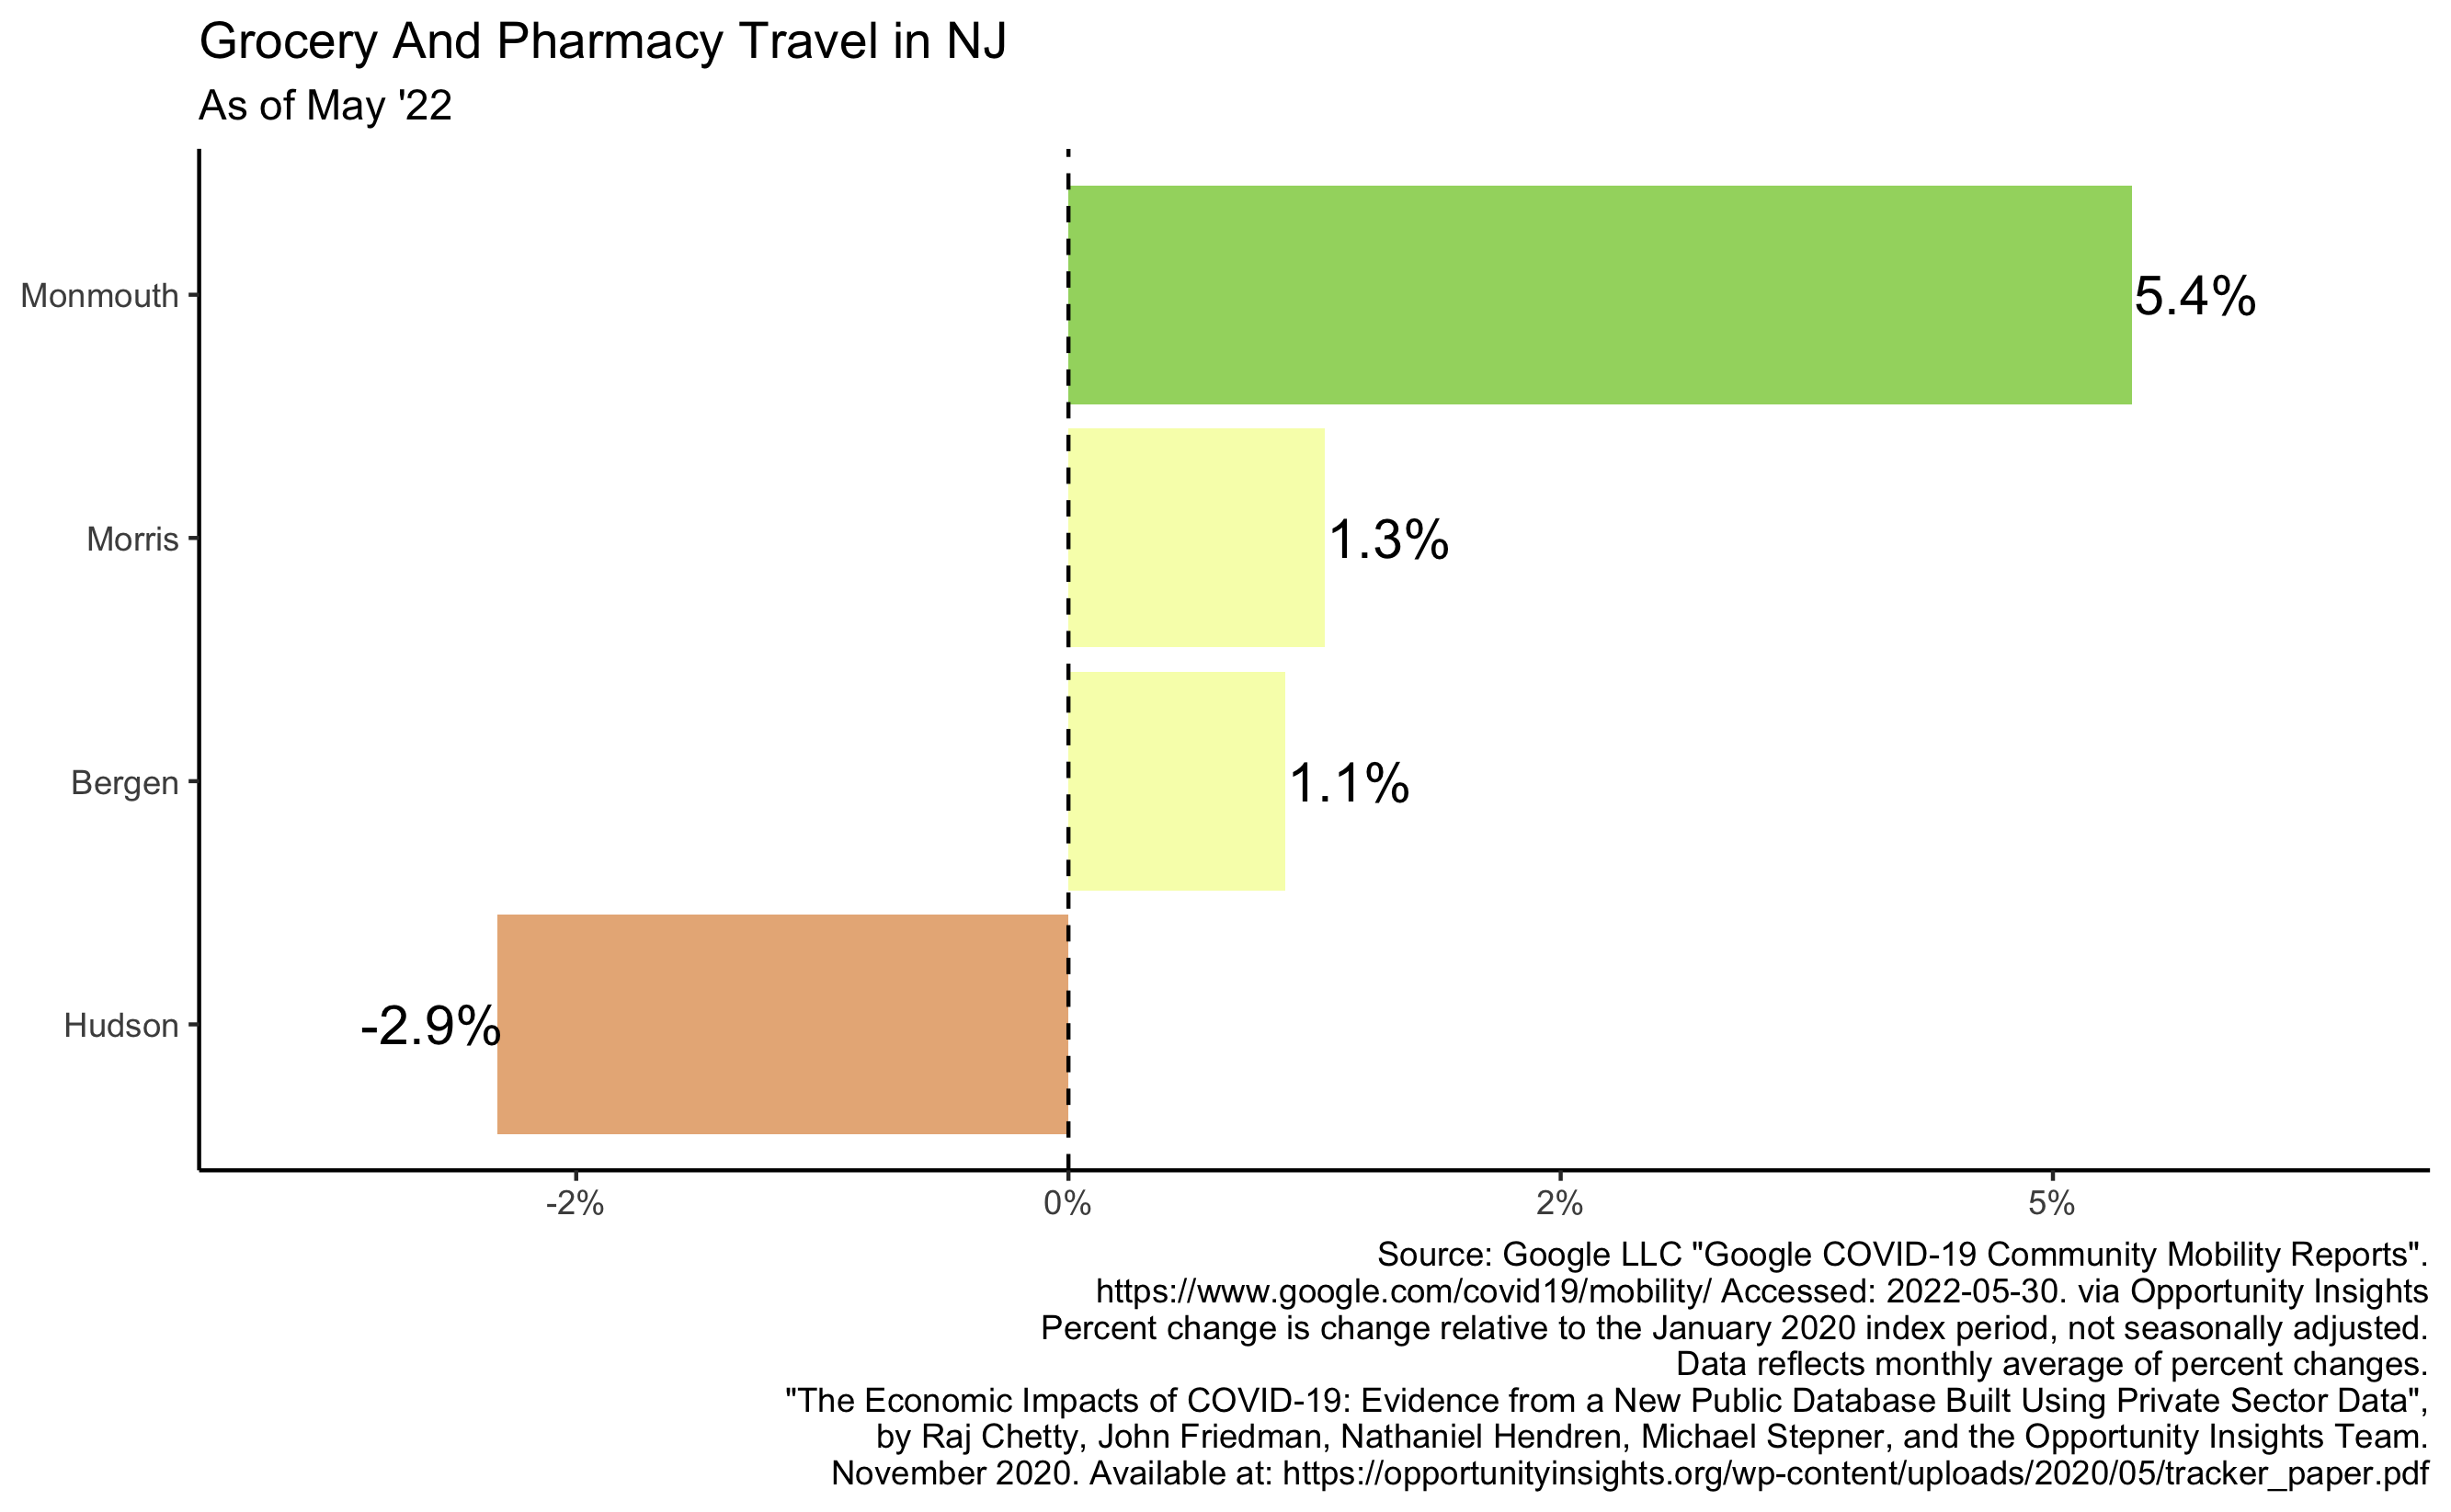 Grocery And Pharmacy Travel in NJ
As of May '22
Monmouth
5.4%
Morris
1.3%
Bergen
1.1%
Hudson
-2.9%
-2%
0%
2%
5%
Source: Google LLC "Google COVID-19 Community Mobility Reports".
https://www.google.com/covid19/mobility/ Accessed: 2022-05-30. via Opportunity Insights
Percent change is change relative to the January 2020 index period, not seasonally adjusted.
Data reflects monthly average of percent changes.
"The Economic Impacts of COVID-19: Evidence from a New Public Database Built Using Private Sector Data",
by Raj Chetty, John Friedman, Nathaniel Hendren, Michael Stepner, and the Opportunity Insights Team.
November 2020. Available at: https://opportunityinsights.org/wp-content/uploads/2020/05/tracker_paper.pdf